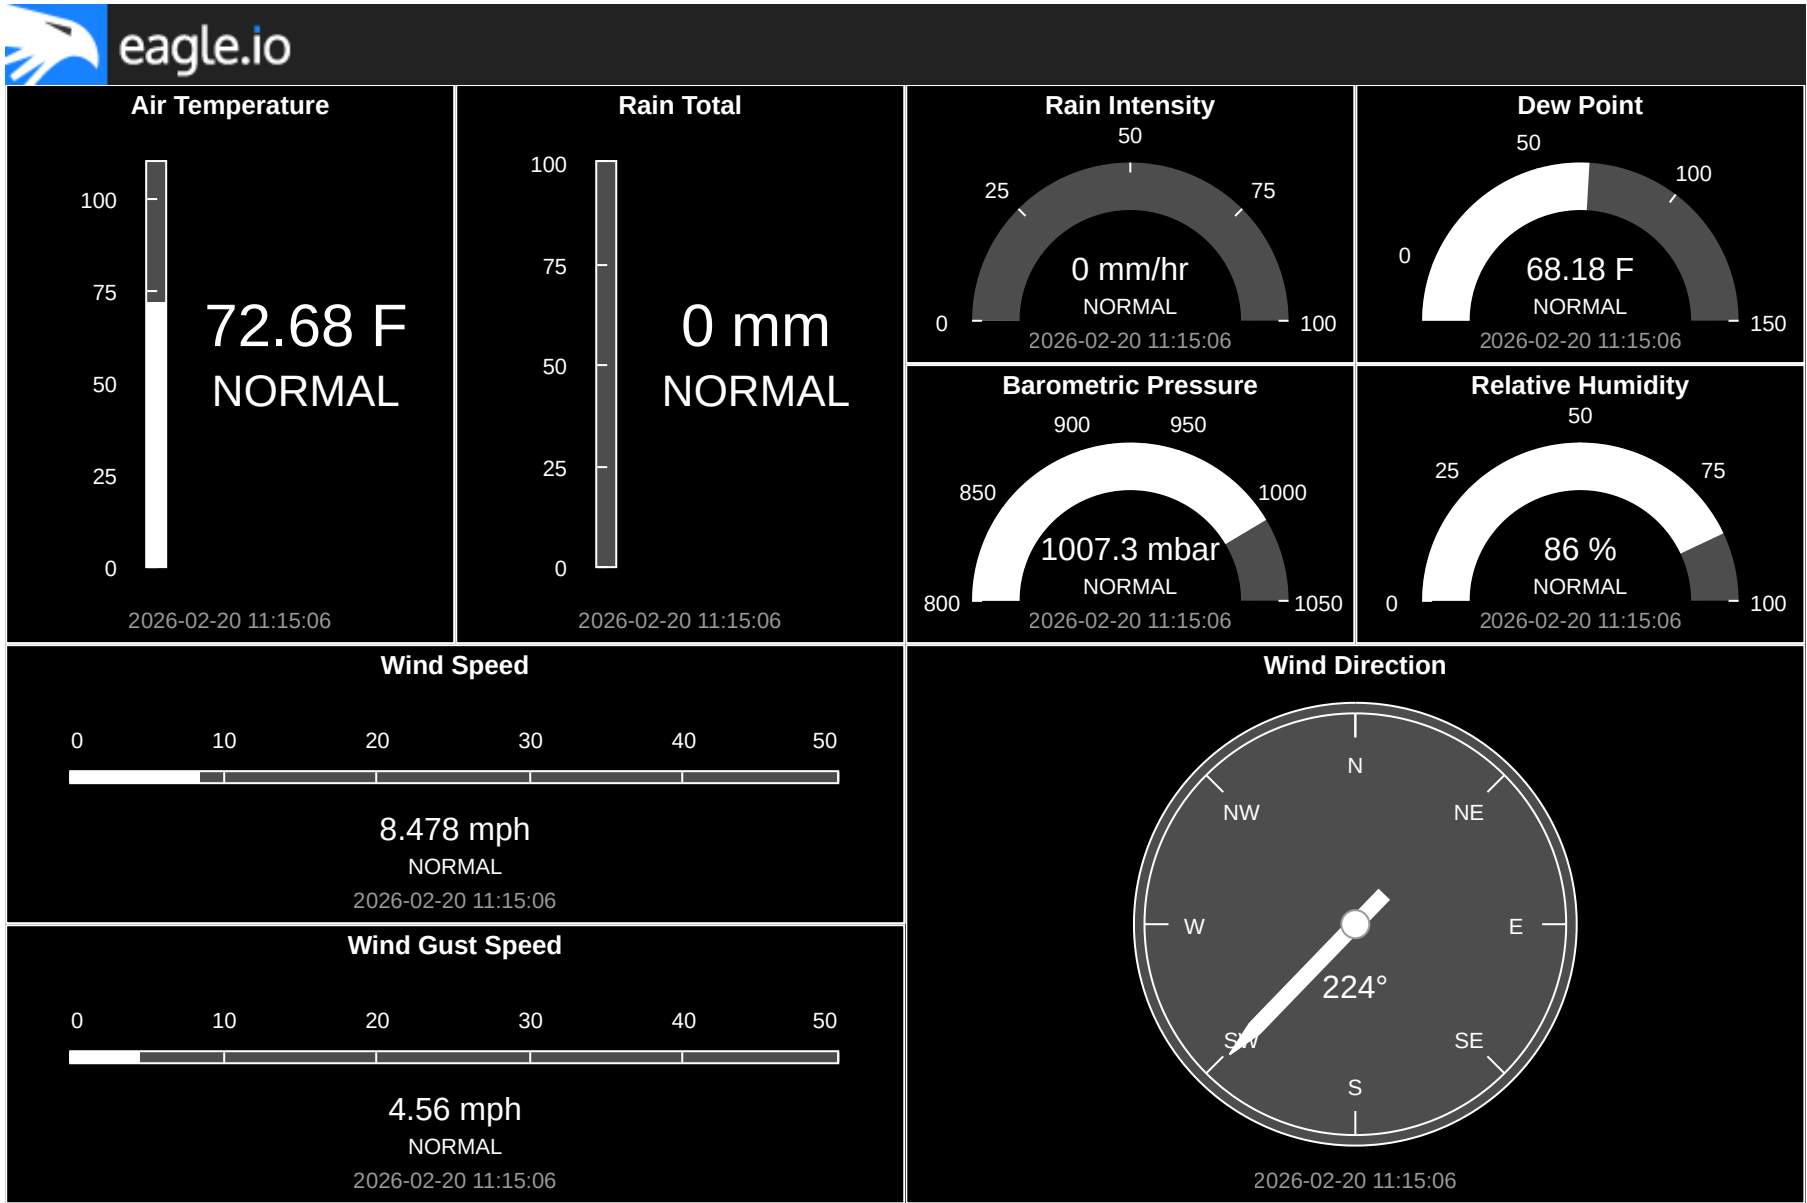 eagle.io
Air Temperature
100
75
50
25
0
72.68 F
NORMAL
2026-02-20 11:15:06
Rain Total
100
75
50
25
0
0 mm
NORMAL
2026-02-20 11:15:06
Rain Intensity
0
25
50
75
100
0 mm/hr
NORMAL
2026-02-20 11:15:06
Dew Point
0
50
100
150
68.18 F
NORMAL
2026-02-20 11:15:06
Barometric Pressure
800
850
900
950
1000
1050
1007.3 mbar
NORMAL
2026-02-20 11:15:06
Relative Humidity
0
25
50
75
100
86 %
NORMAL
2026-02-20 11:15:06
Wind Speed
0 10 20 30 40 50
8.478 mph
NORMAL
2026-02-20 11:15:06
Wind Gust Speed
0 10 20 30 40 50
4.56 mph
NORMAL
2026-02-20 11:15:06
Wind Direction
N
NW NE
W E
224°
SW SE
S
2026-02-20 11:15:06